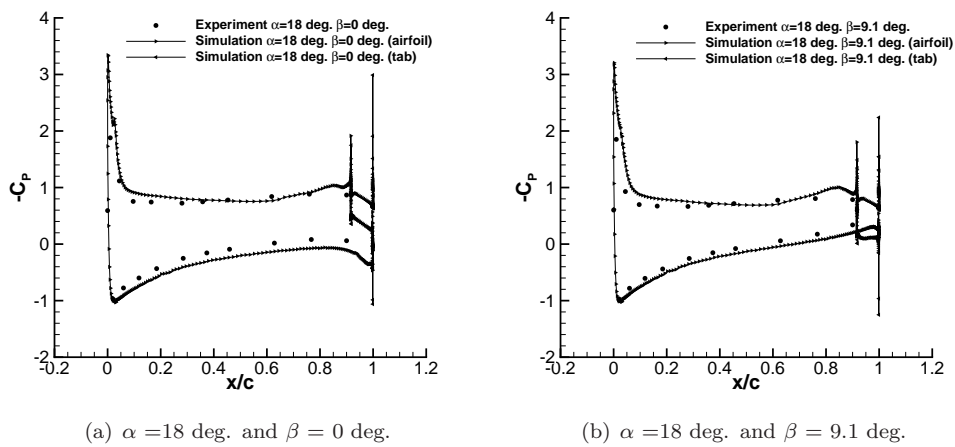 Experiment α=18 deg. β=0 deg.
Simulation α=18 deg. β=0 deg. (airfoil)
Simulation α=18 deg. β=0 deg. (tab)
4
3
2
1
0
-1
-2
-C_P
-0.2 0 0.2 0.4 0.6 0.8 1 1.2
x/c
(a) α =18 deg. and β = 0 deg.
Experiment α=18 deg. β=9.1 deg.
Simulation α=18 deg. β=9.1 deg. (airfoil)
Simulation α=18 deg. β=9.1 deg. (tab)
4
3
2
1
0
-1
-2
-C_P
-0.2 0 0.2 0.4 0.6 0.8 1 1.2
x/c
(b) α =18 deg. and β = 9.1 deg.